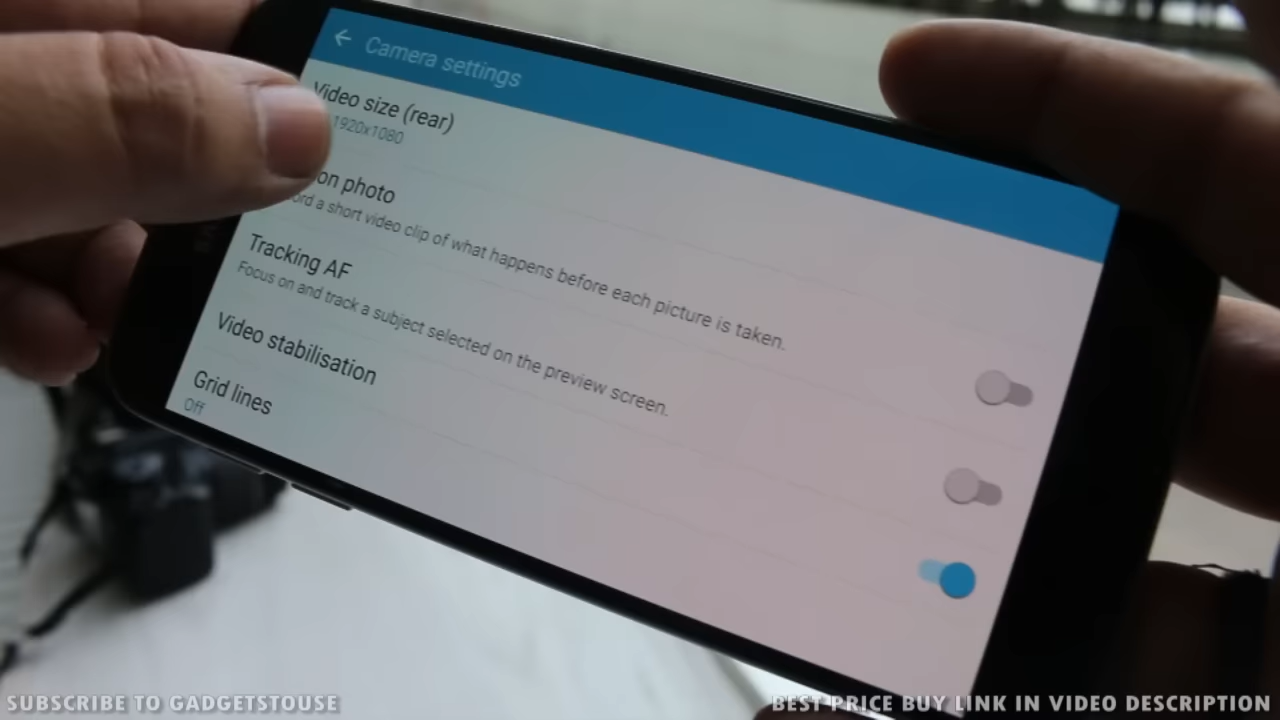 Camera settings
Video size (rear)
1920x1080
on photo
ord a short video clip of what happens before each picture is taken.
Tracking AF
Focus on and track a subject selected on the preview screen.
Video stabilisation
Grid lines
Off
SUBSCRIBE TO GADGETSTOUSE
BEST PRICE BUY LINK IN VIDEO DESCRIPTION